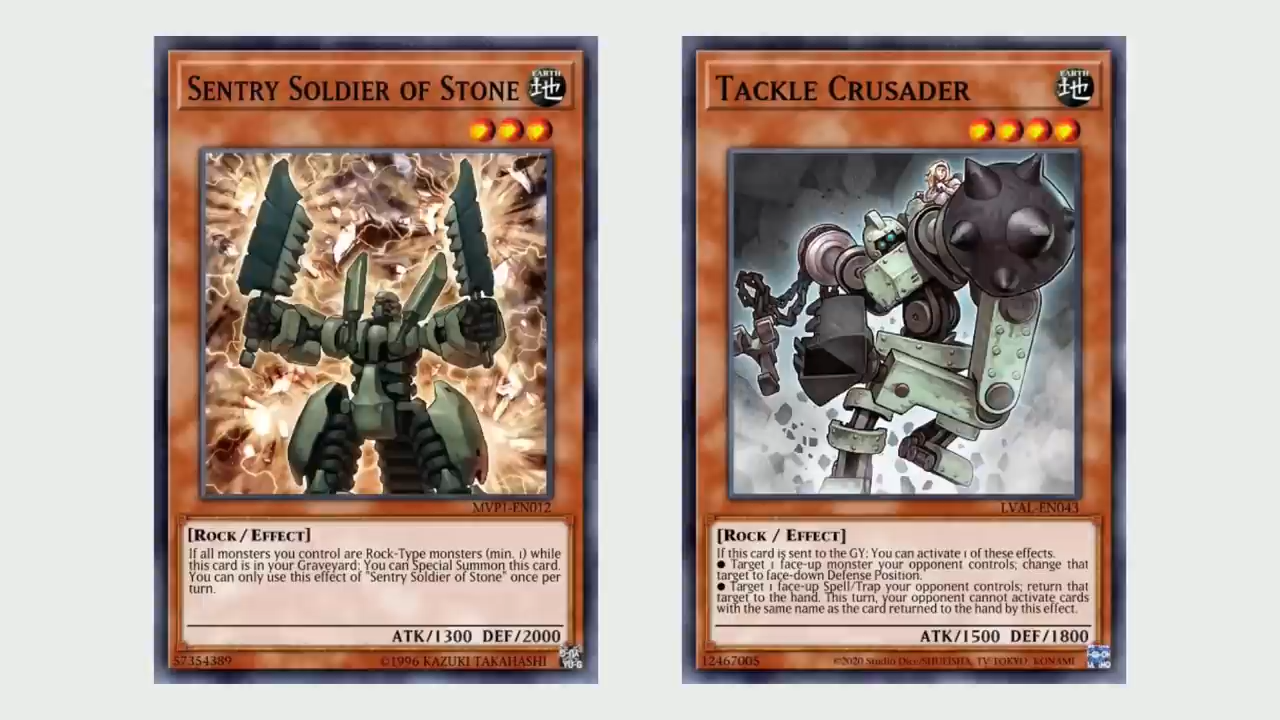 SENTRY SOLDIER OF STONE
EARTH
地
MVP1-EN012
[ROCK / EFFECT]
If all monsters you control are Rock-Type monsters (min. 1) while
this card is in your Graveyard: You can Special Summon this card.
You can only use this effect of "Sentry Soldier of Stone" once per
turn.
ATK/1300 DEF/2000
57354389
©1996 KAZUKI TAKAHASHI
TACKLE CRUSADER
EARTH
地
LVAL-EN043
[ROCK / EFFECT]
If this card is sent to the GY: You can activate 1 of these effects.
● Target 1 face-up monster your opponent controls; change that
target to face-down Defense Position.
● Target 1 face-up Spell/Trap your opponent controls; return that
target to the hand. This turn, your opponent cannot activate cards
with the same name as the card returned to the hand by this effect.
ATK/1500 DEF/1800
12467005
©2020 Studio Dice/SHUEISHA, TV TOKYO, KONAMI